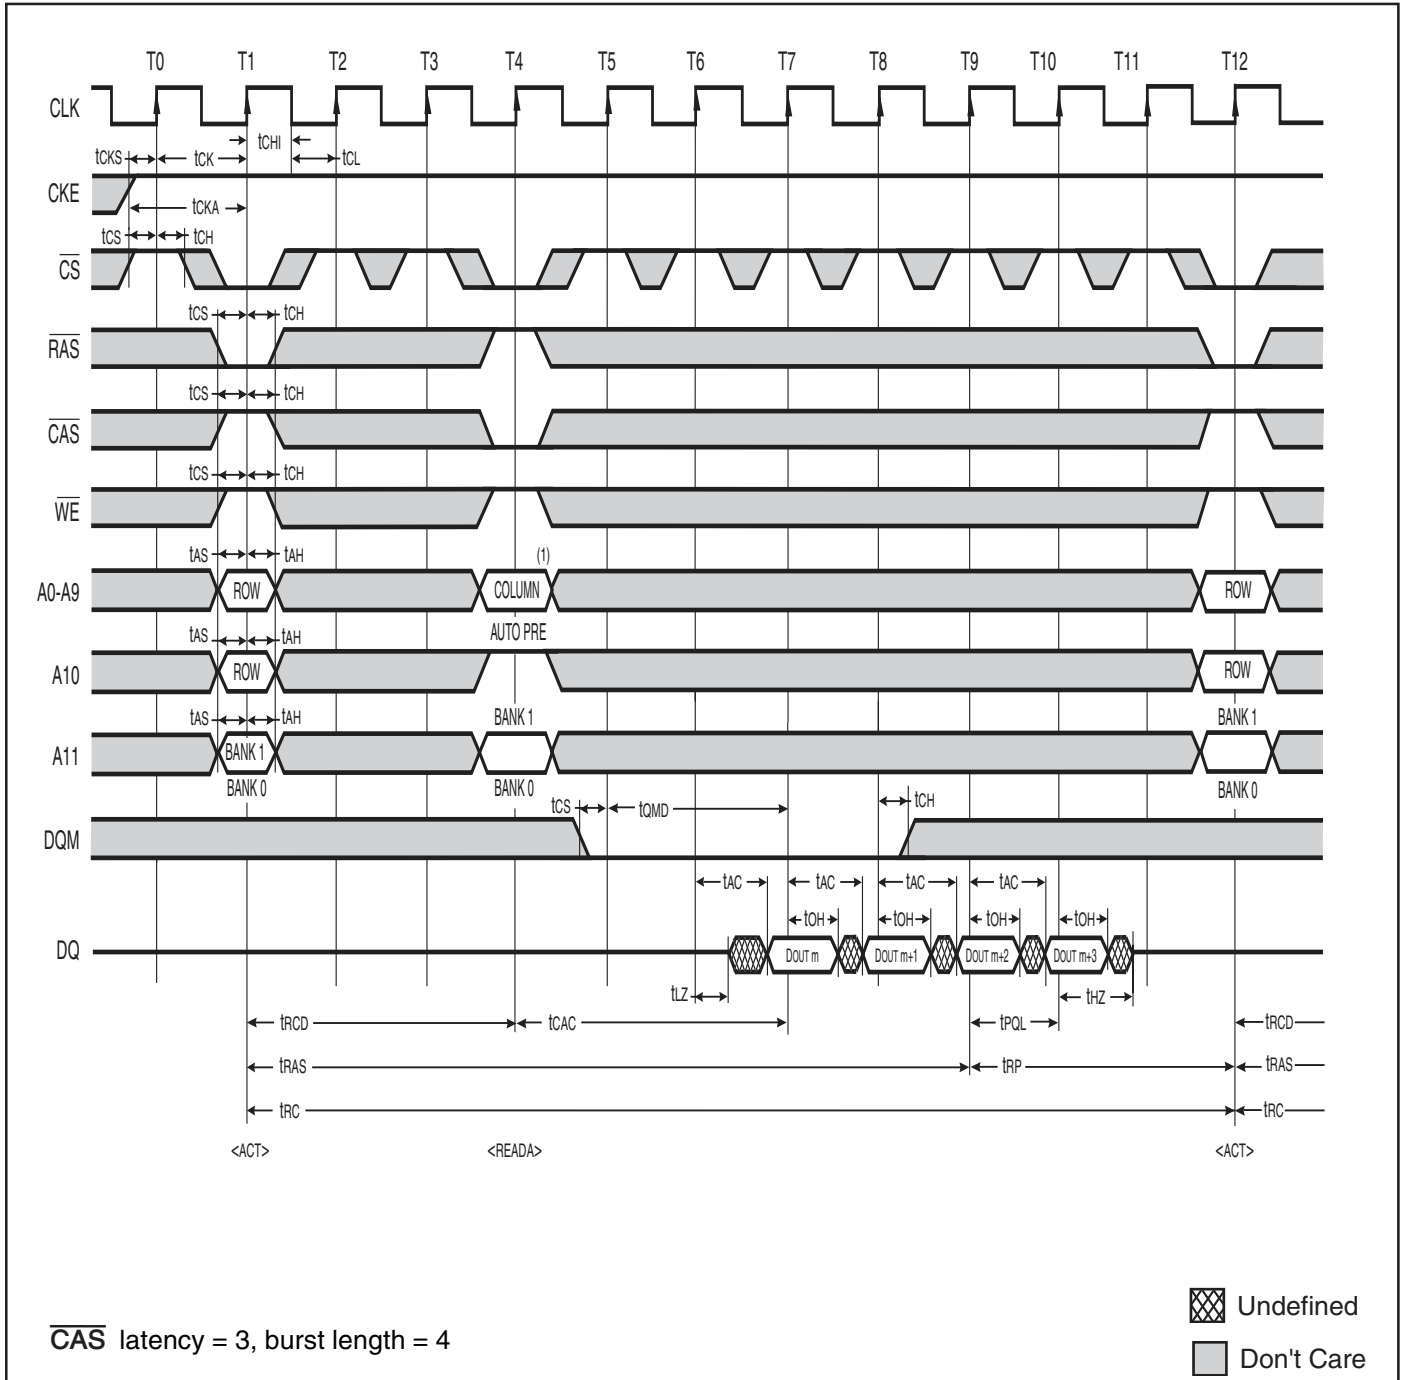 T0 T1 T2 T3 T4 T5 T6 T7 T8 T9 T10 T11 T12
CLK
tCHI
tCKS tCK tCL
CKE
tCKA
tCS tCH
CS
tCS tCH
RAS
tCS tCH
CAS
tCS tCH
WE
tAS tAH (1)
A0-A9 ROW COLUMN ROW
tAS tAH AUTO PRE
A10 ROW ROW
tAS tAH BANK 1 BANK 1
A11 BANK 1
BANK 0 BANK 0 BANK 0
tCS tQMD tCH
DQM
tAC tAC tAC tAC
tOH tOH tOH tOH
DQ DOUT m DOUT m+1 DOUT m+2 DOUT m+3
tLZ tHZ
tRCD tCAC tPQL tRCD
tRAS tRP tRAS
tRC tRC
<ACT> <READA> <ACT>
Undefined
CAS latency = 3, burst length = 4
Don't Care